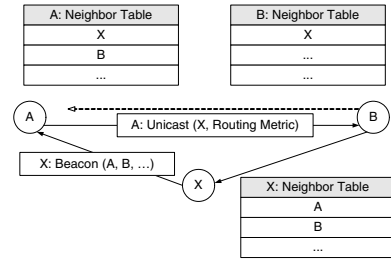 A: Neighbor Table
X
B
...
B: Neighbor Table
X
...
...
A
B
A: Unicast (X, Routing Metric)
X: Beacon (A, B, ...)
X
X: Neighbor Table
A
B
...